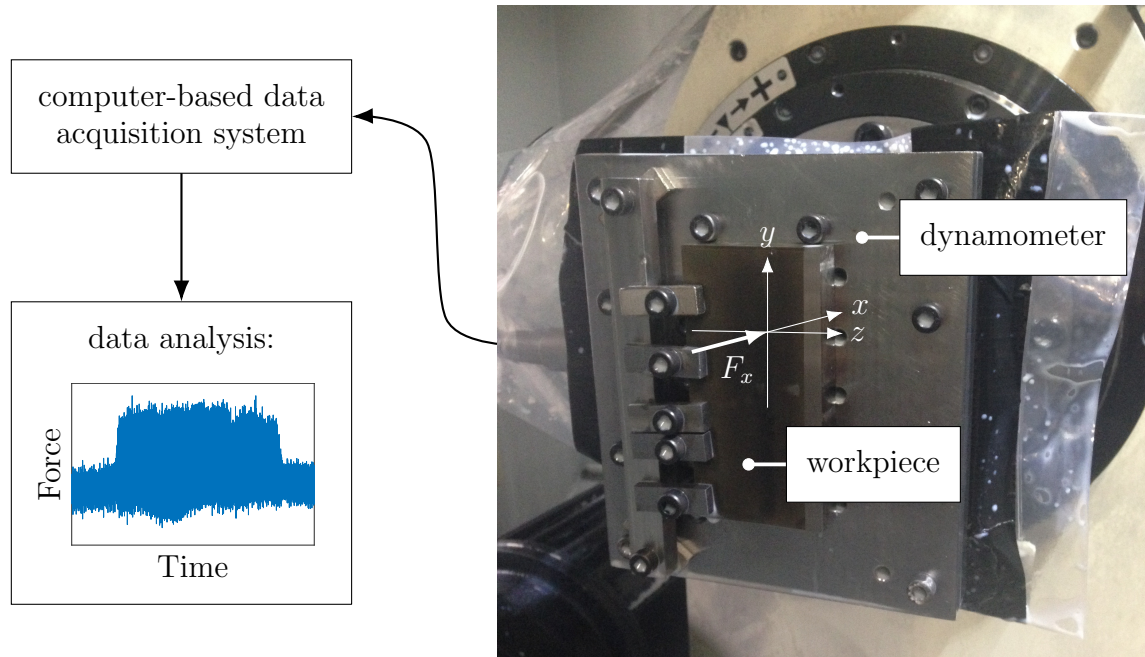 computer-based data
acquisition system
data analysis:
Force
Time
dynamometer
y
x
z
F_x
workpiece